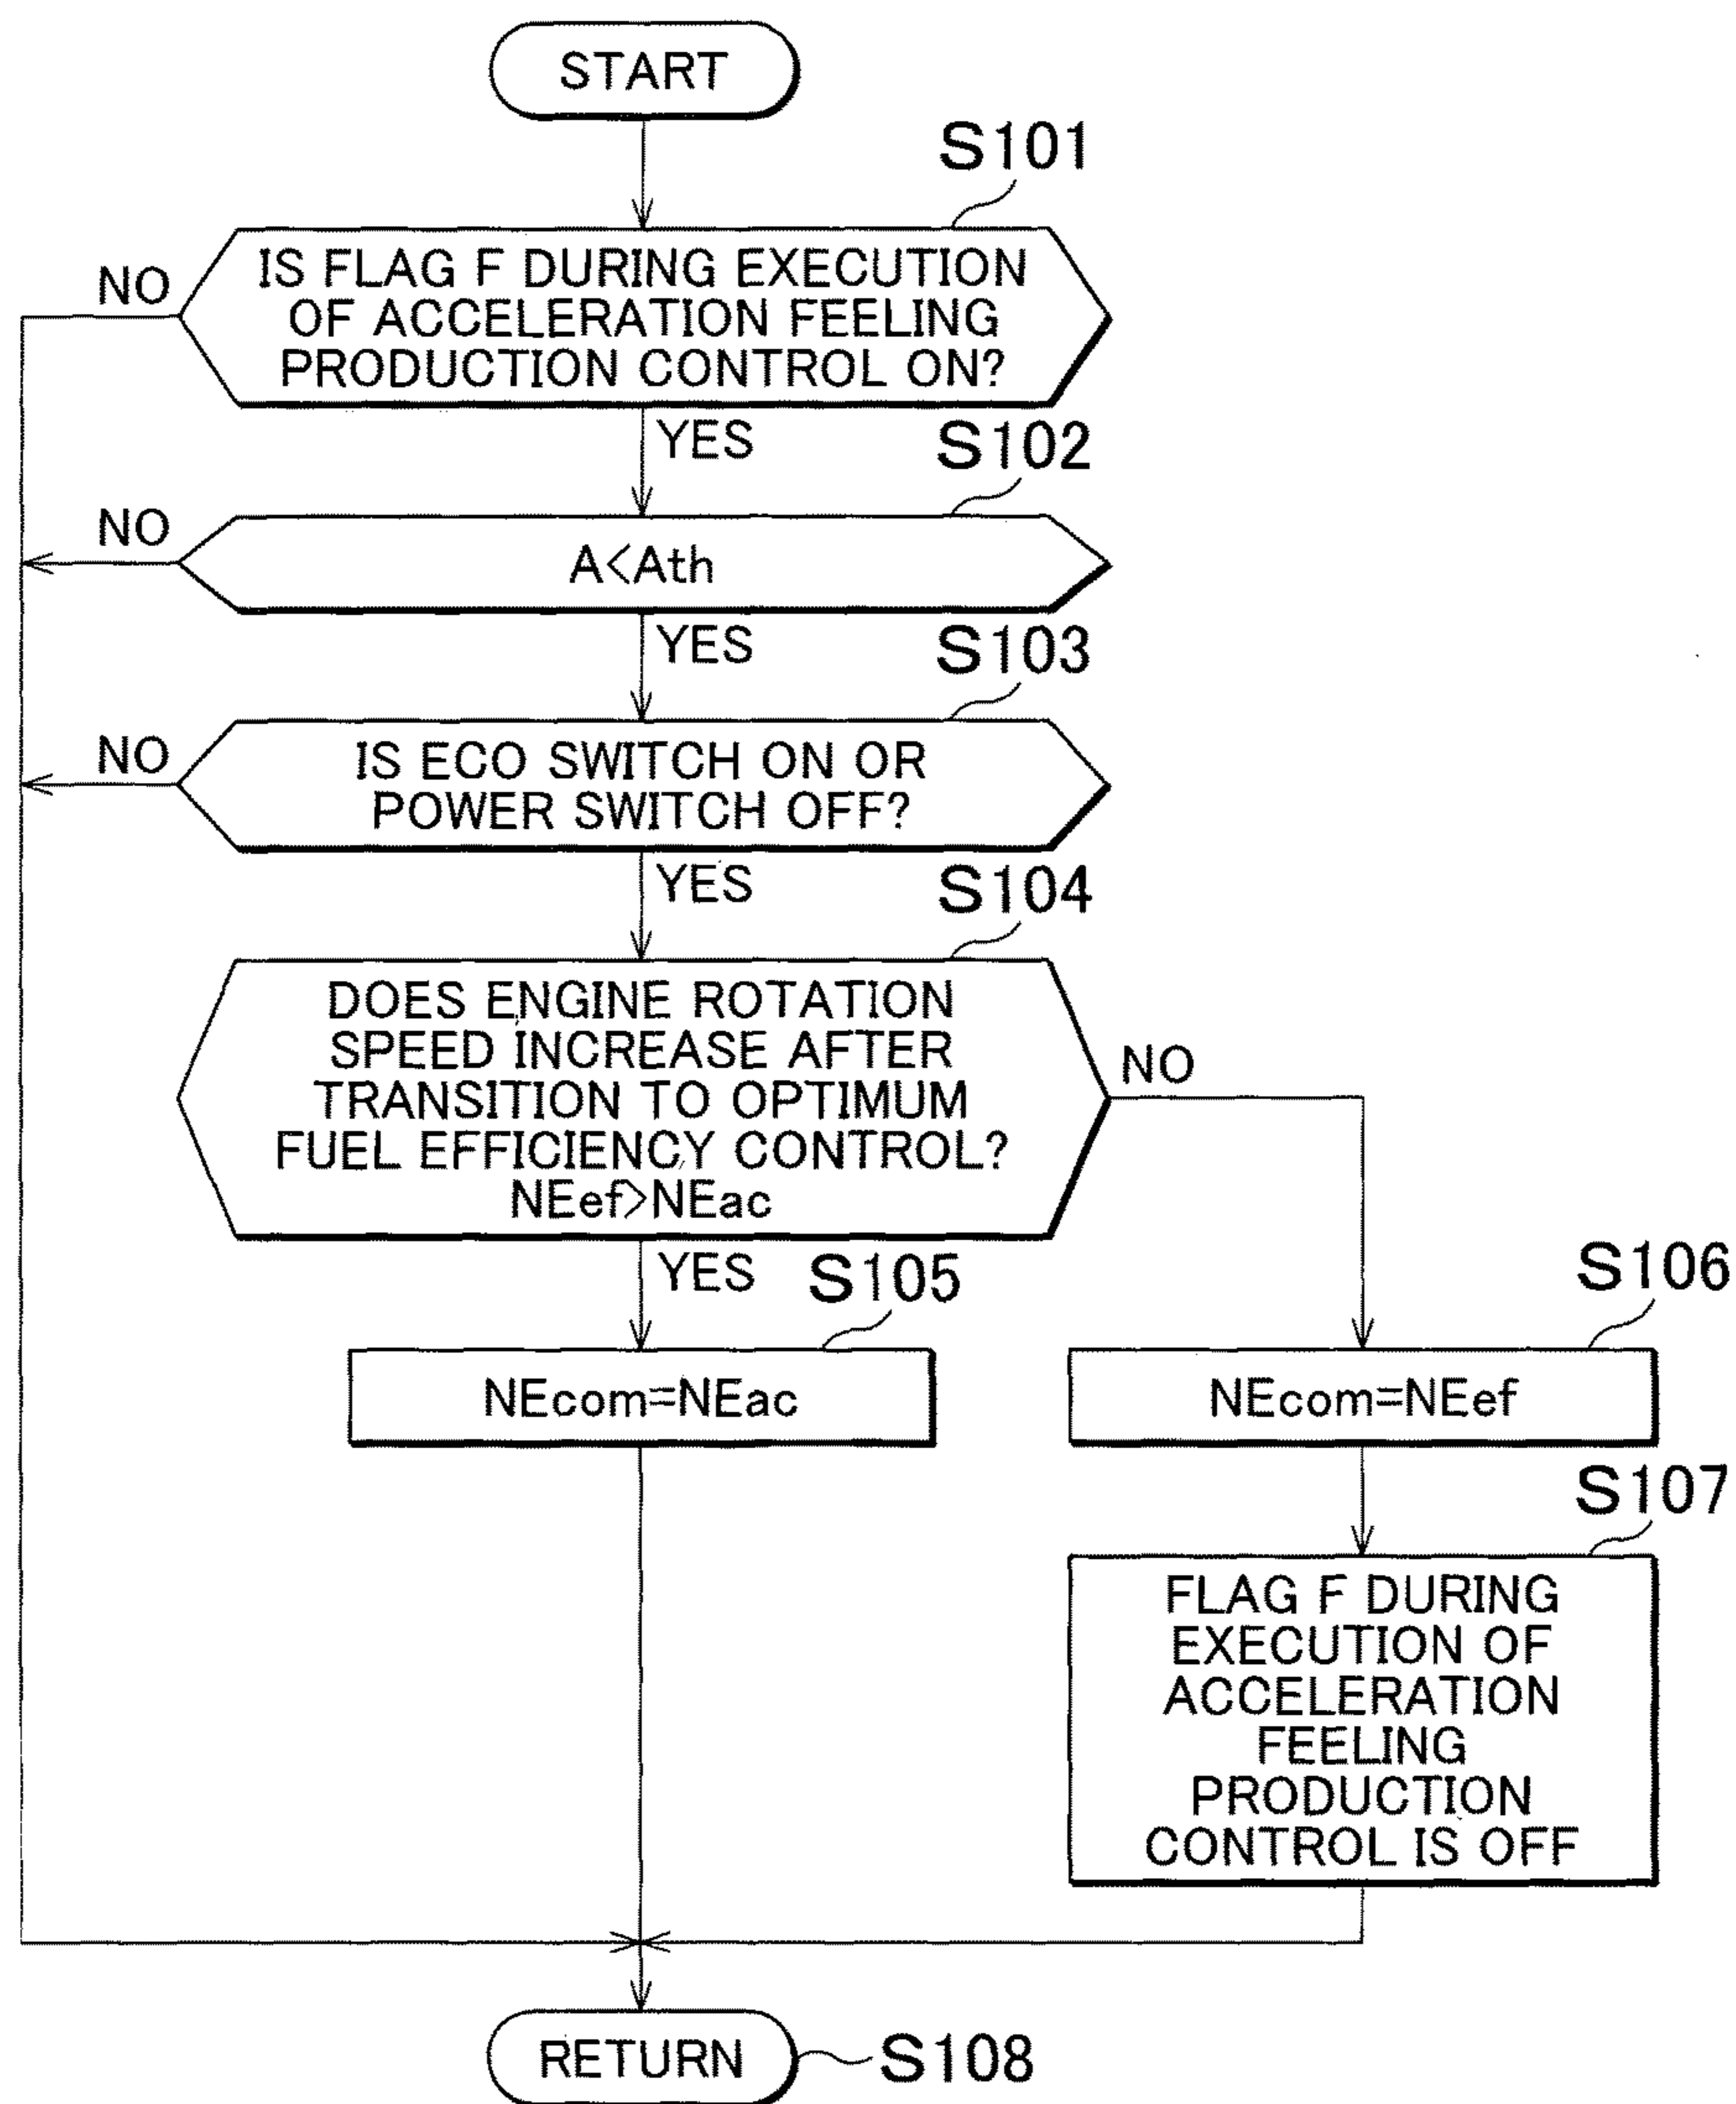 START
S101
IS FLAG F DURING EXECUTION
OF ACCELERATION FEELING
PRODUCTION CONTROL ON?
NO
YES
S102
NO
A<Ath
YES
S103
NO
IS ECO SWITCH ON OR
POWER SWITCH OFF?
YES
S104
DOES ENGINE ROTATION
SPEED INCREASE AFTER
TRANSITION TO OPTIMUM
FUEL EFFICIENCY CONTROL?
NEef>NEac
NO
YES
S105
NEcom=NEac
S106
NEcom=NEef
S107
FLAG F DURING
EXECUTION OF
ACCELERATION
FEELING
PRODUCTION
CONTROL IS OFF
RETURN
S108